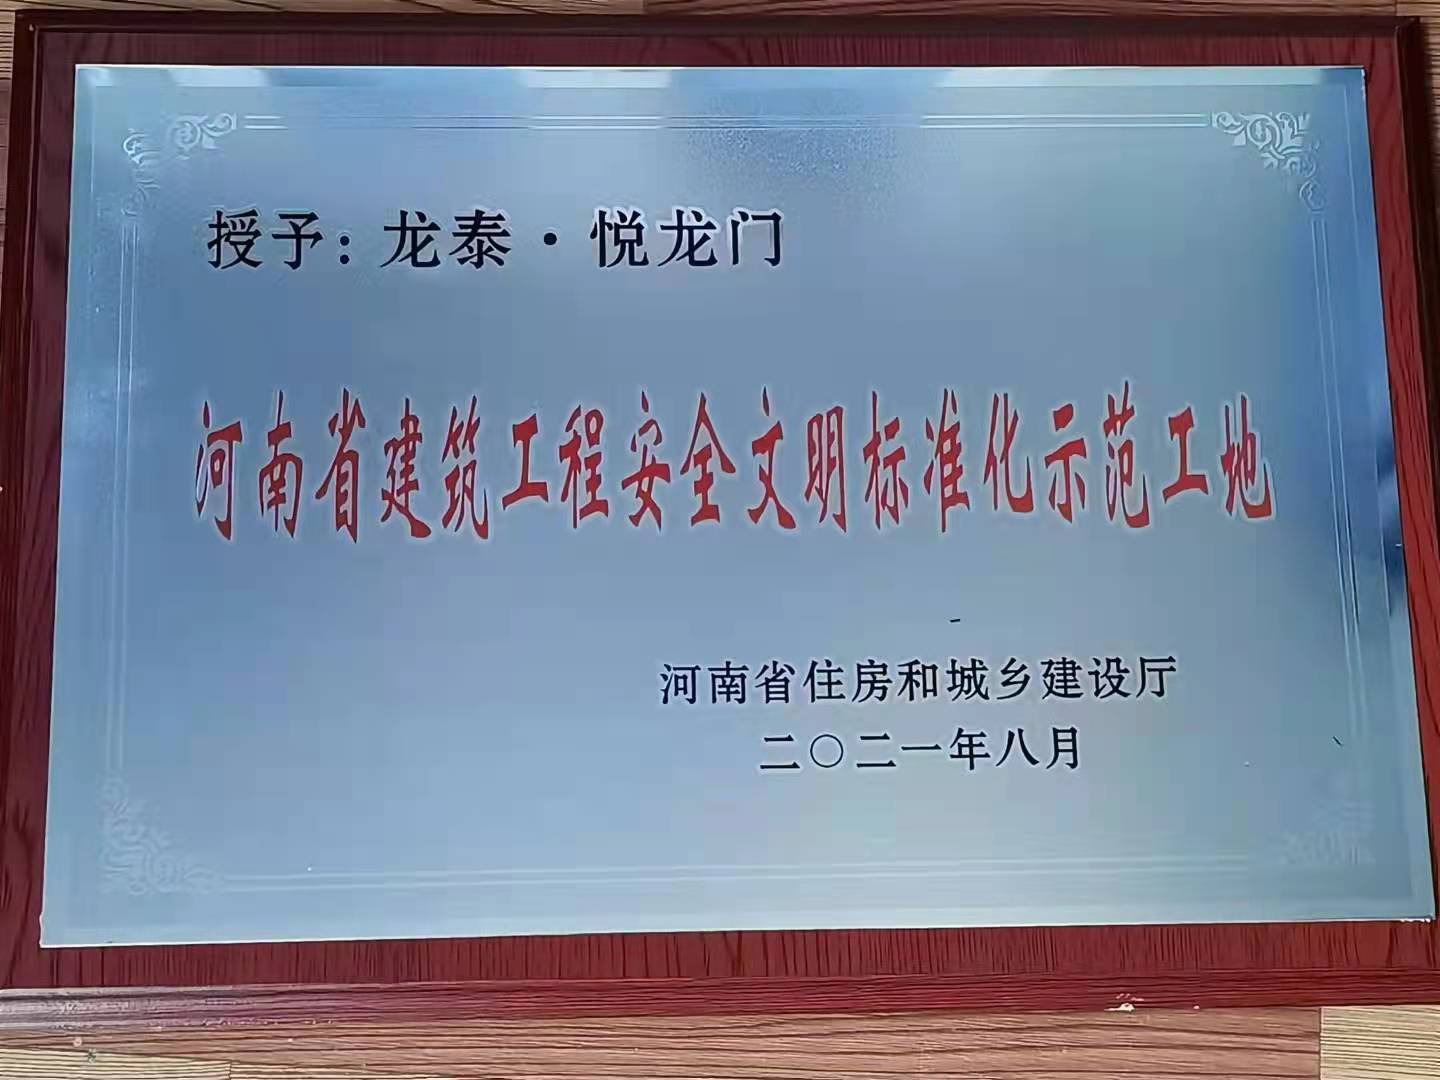 授予：龙泰·悦龙门
河南省建筑工程安全文明标准化示范工地
河南省住房和城乡建设厅
二〇二一年八月